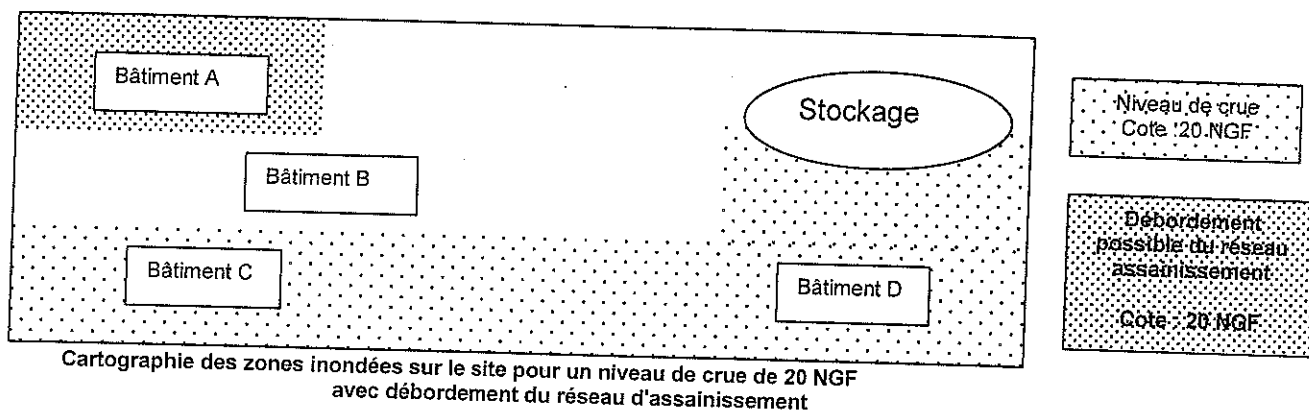 Bâtiment A
Stockage
Bâtiment B
Bâtiment C
Bâtiment D
Niveau de crue
Cote 20 NGF
Débordement
possible du réseau
assainissement
Cote 20 NGF
Cartographie des zones inondées sur le site pour un niveau de crue de 20 NGF
avec débordement du réseau d'assainissement